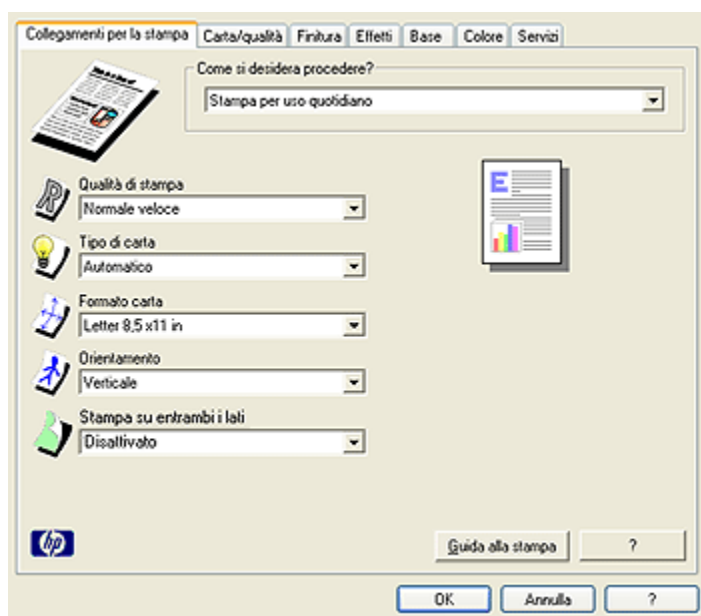 Collegamenti per la stampa Carta/qualità Finitura Effetti Base Colore Servizi
Come si desidera procedere?
Stampa per uso quotidiano
Qualità di stampa
Normale veloce
Tipo di carta
Automatico
Formato carta
Letter 8,5 x11 in
Orientamento
Verticale
Stampa su entrambi i lati
Disattivato
hp
Guida alla stampa ?
OK Annulla ?